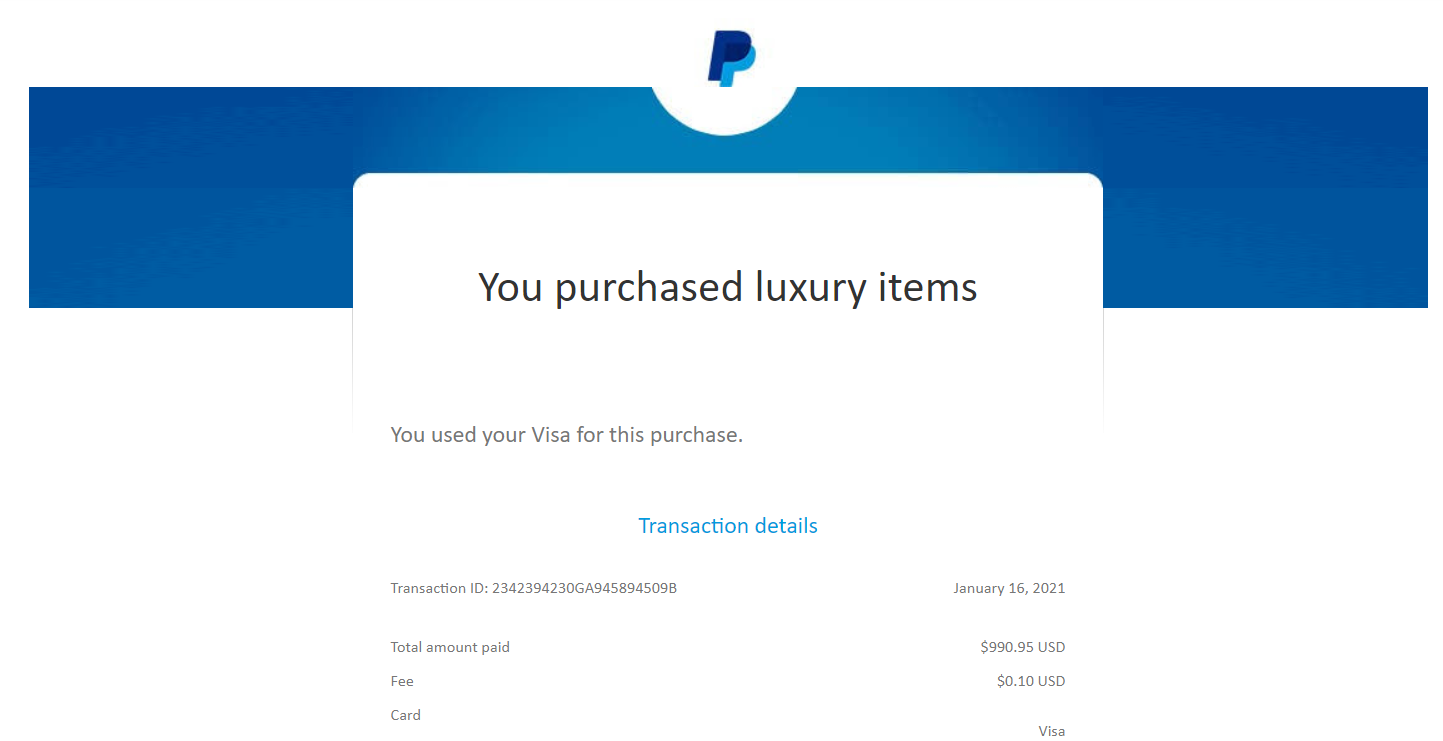 You purchased luxury items
You used your Visa for this purchase.
Transaction details
Transaction ID: 2342394230GA945894509B January 16, 2021
Total amount paid $990.95 USD
Fee $0.10 USD
Card
Visa